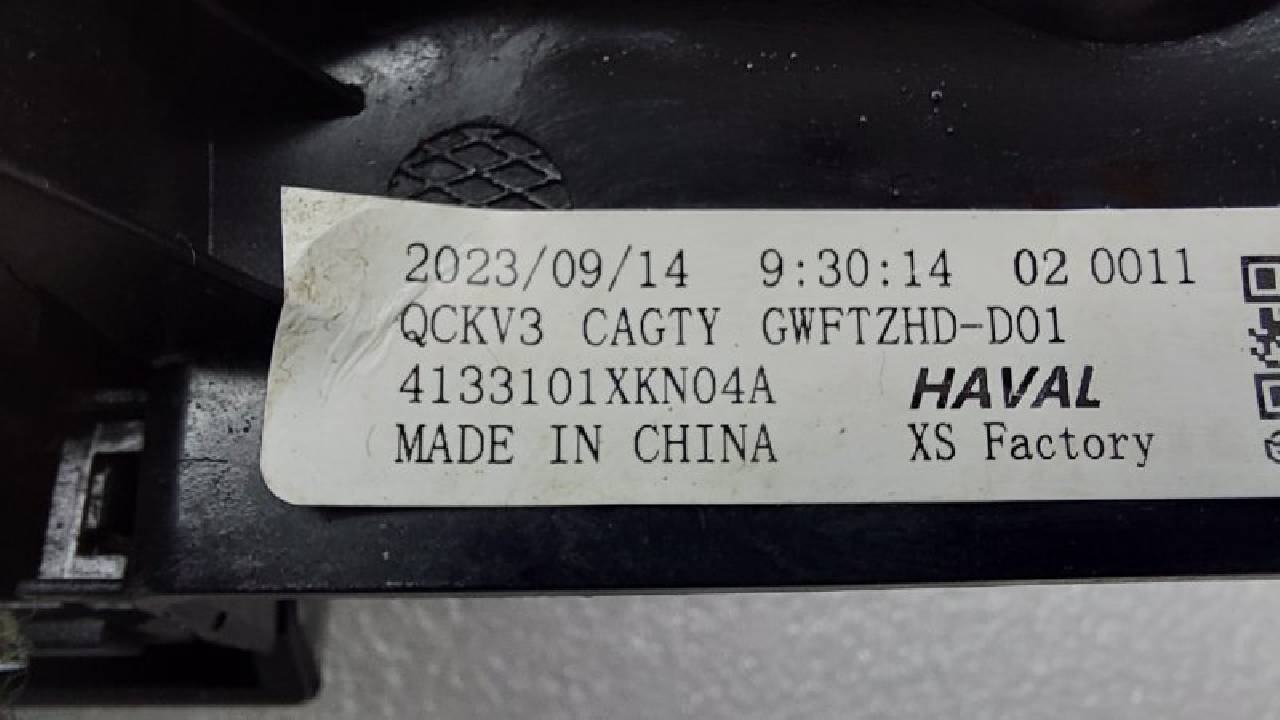 2023/09/14 9:30:14 02 0011
QCKV3 CAGTY GWFTZHD-D01
4133101XKN04A HAVAL
MADE IN CHINA XS Factory